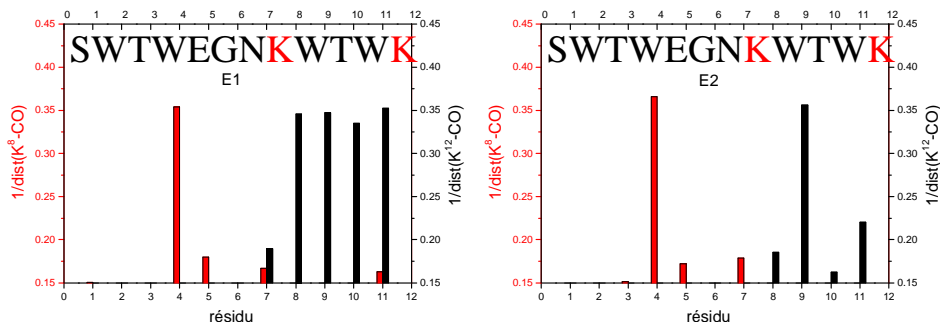 0 1 2 3 4 5 6 7 8 9 10 11 12
0.45 0.45
SWTWEGNKWTWK
0.40 0.40
E1
0.35 0.35
0.30 0.30
0.25 0.25
0.20 0.20
0.15 0.15
1/dist(K⁸-CO)
1/dist(K¹²-CO)
0 1 2 3 4 5 6 7 8 9 10 11 12
résidu
0 1 2 3 4 5 6 7 8 9 10 11 12
0.45 0.45
SWTWEGNKWTWK
0.40 0.40
E2
0.35 0.35
0.30 0.30
0.25 0.25
0.20 0.20
0.15 0.15
1/dist(K⁸-CO)
1/dist(K¹²-CO)
0 1 2 3 4 5 6 7 8 9 10 11 12
résidu